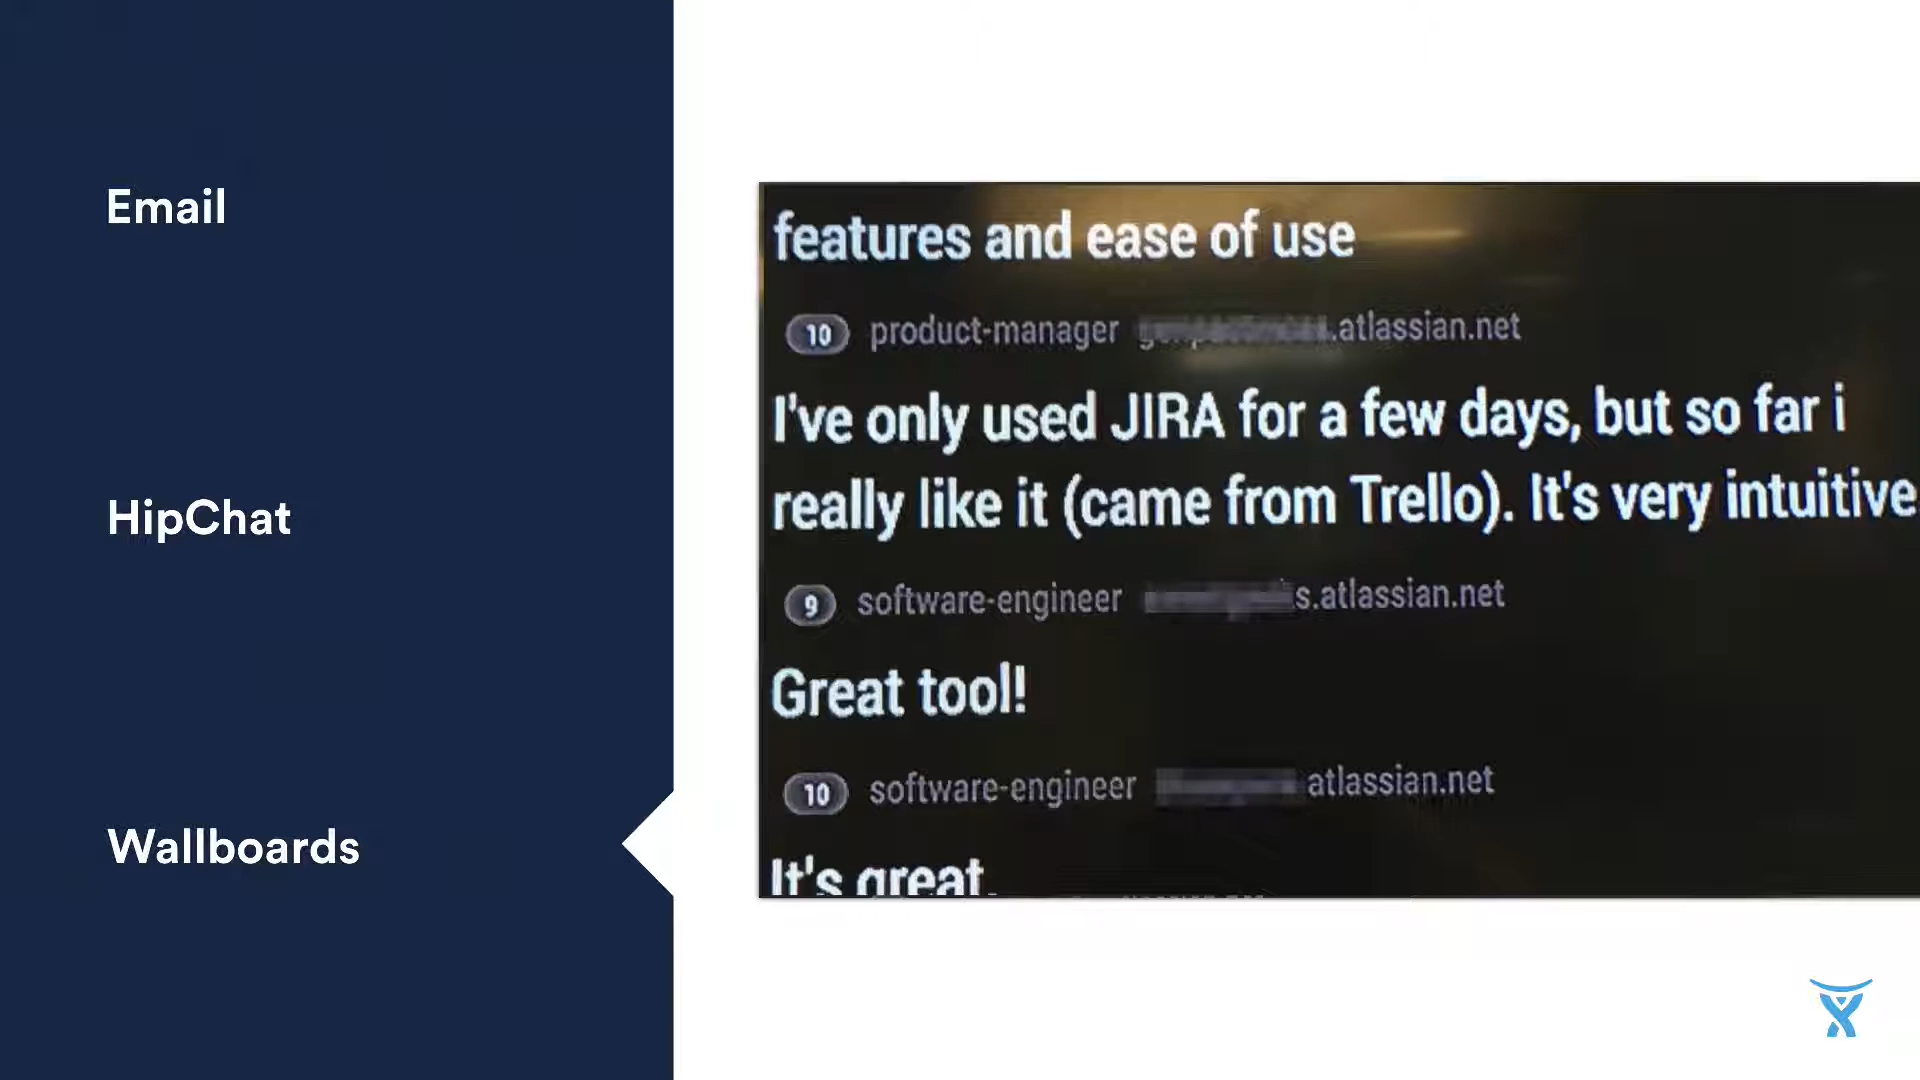 Email
HipChat
Wallboards
features and ease of use
10 product-manager .atlassian.net
I've only used JIRA for a few days, but so far i
really like it (came from Trello). It's very intuitive
9 software-engineer s.atlassian.net
Great tool!
10 software-engineer atlassian.net
It's great.